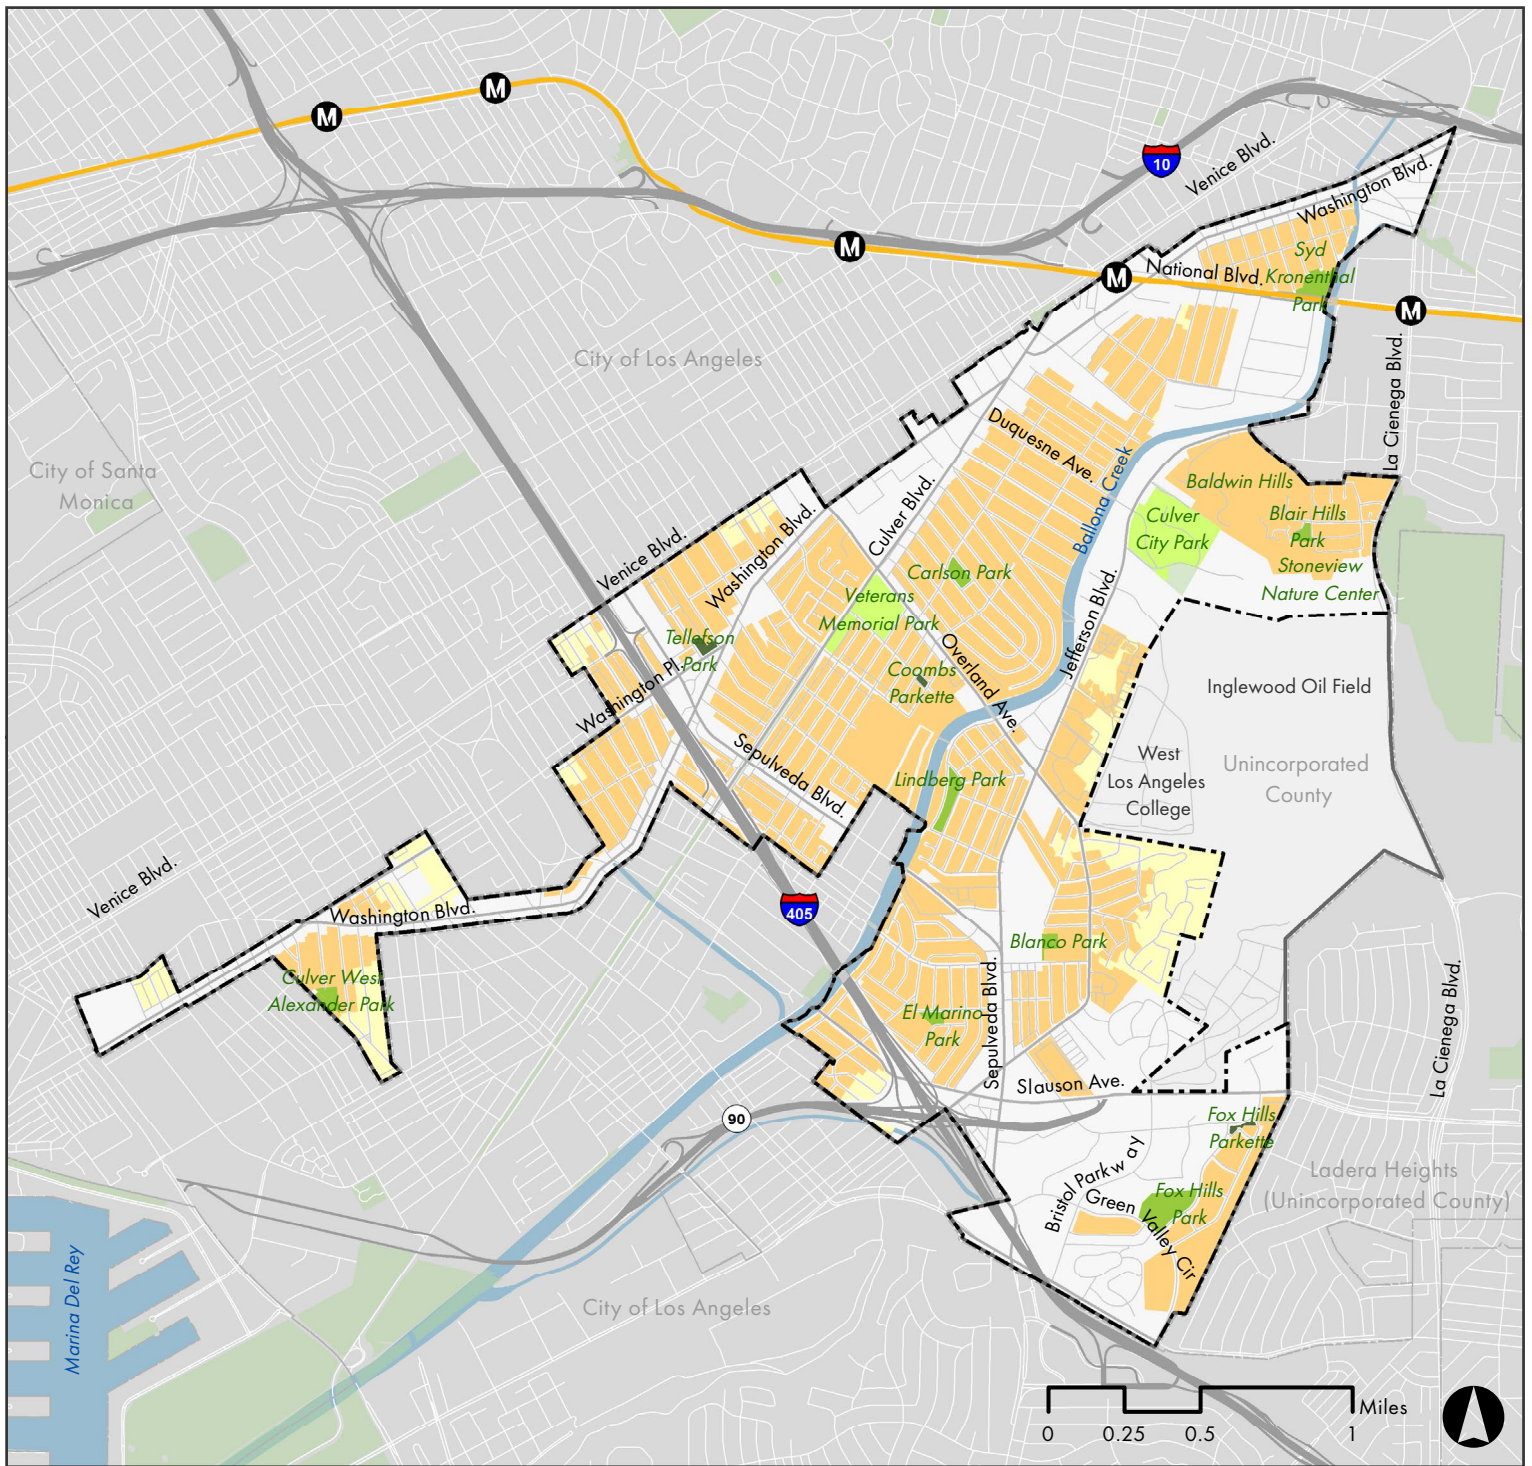 M
M
10
Venice Blvd.
Washington Blvd.
M
Syd
Kronenthal
Park
M
National Blvd.
M
City of Los Angeles
La Cienega Blvd.
Duquesne Ave.
City of Santa
Monica
Ballona Creek
Baldwin Hills
Culver
City Park
Blair Hills
Park
Stoneview
Nature Center
Culver Blvd.
Venice Blvd.
Washington Blvd.
Carlson Park
Veterans
Memorial Park
Jefferson Blvd.
Tellefson
Park
Washington Pl.
Coombs
Parkette
Overland Ave.
Inglewood Oil Field
West
Los Angeles
College
Unincorporated
County
Sepulveda Blvd.
Lindberg Park
Venice Blvd.
Washington Blvd.
405
Blanco Park
Culver West
Alexander Park
El Marino
Park
Sepulveda Blvd.
La Cienega Blvd.
Slauson Ave.
90
Fox Hills
Parkette
Bristol Parkway
Green Valley Cir
Fox Hills
Park
Ladera Heights
(Unincorporated County)
Marina Del Rey
City of Los Angeles
Miles
0 0.25 0.5 1